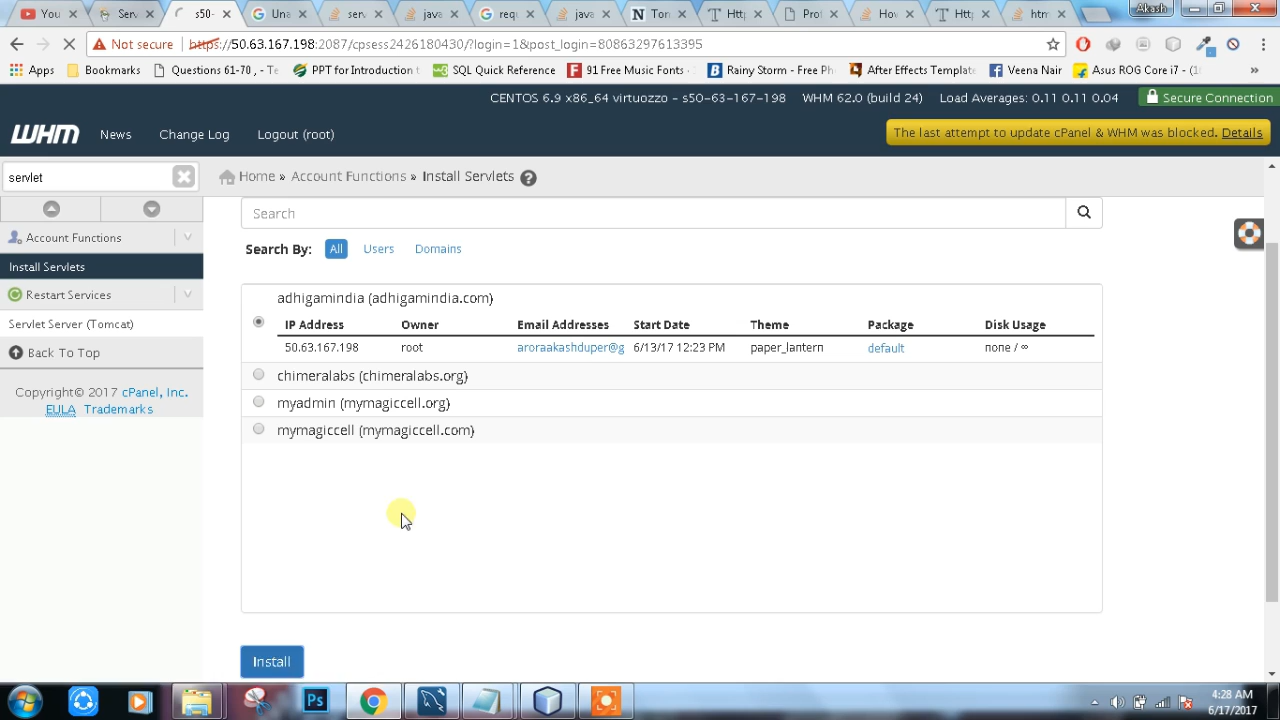 You
Serv
s50-
Una
serv
java
req
java
Ton
Htt
Pro
Hov
Htt
htm
Akash
Not secure
https://50.63.167.198:2087/cpsess2426180430/?login=1&post_login=80863297613395
Apps
Bookmarks
Questions 61-70, - Te
PPT for Introduction t
SQL Quick Reference
91 Free Music Fonts -
Rainy Storm - Free Ph
After Effects Template
Veena Nair
Asus ROG Core i7 - (1
»
CENTOS 6.9 x86_64 virtuozzo - s50-63-167-198
WHM 62.0 (build 24)
Load Averages: 0.11 0.11 0.04
Secure Connection
WHM
News
Change Log
Logout (root)
The last attempt to update cPanel & WHM was blocked. Details
servlet
Home » Account Functions » Install Servlets
Account Functions
Install Servlets
Restart Services
Servlet Server (Tomcat)
Back To Top
Copyright© 2017 cPanel, Inc.
EULA Trademarks
Search
Search By: All Users Domains
adhigamindia (adhigamindia.com)
IP Address Owner Email Addresses Start Date Theme Package Disk Usage
50.63.167.198 root aroraakashduper@g 6/13/17 12:23 PM paper_lantern default none / ∞
chimeralabs (chimeralabs.org)
myadmin (mymagiccell.org)
mymagiccell (mymagiccell.com)
Install
Ps
4:28 AM
6/17/2017